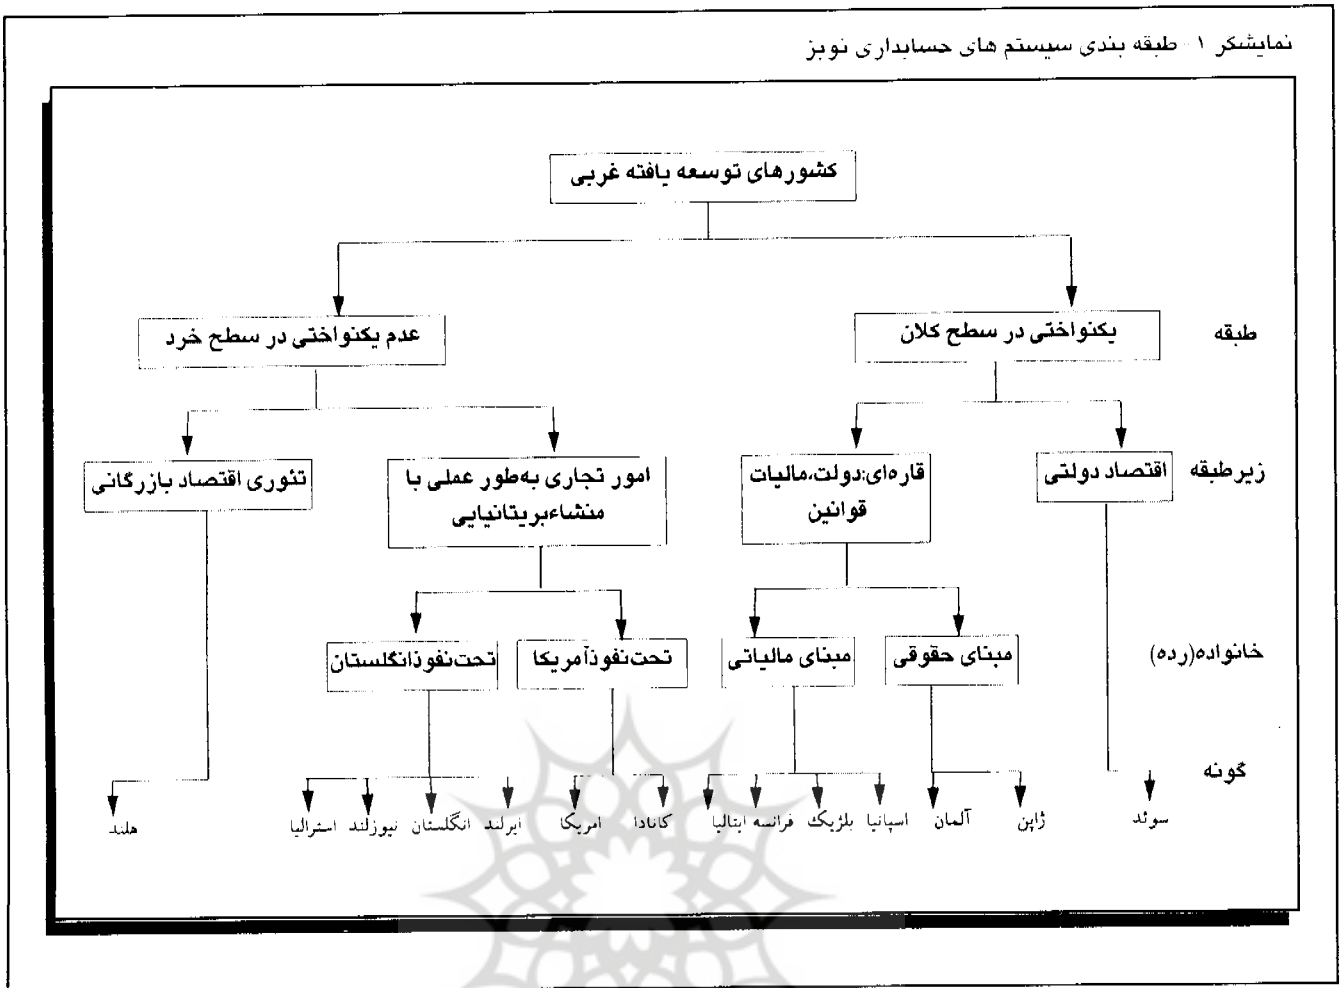 نمایشگر ۱- طبقه بندی سیستم های حسابداری نوبز
کشورهای توسعه یافته غربی
طبقه
یکنواختی در سطح کلان
عدم یکنواختی در سطح خرد
زیرطبقه
اقتصاد دولتی
قاره‌ای:دولت،مالیات
قوانین
امور تجاری به‌طور عملی با
منشاءبریتانیایی
تئوری اقتصاد بازرگانی
خانواده(رده)
مبنای حقوقی
مبنای مالیاتی
تحت‌نفوذآمریکا
تحت‌نفوذانگلستان
گونه
سوئد
ژاپن
آلمان
اسپانیا
بلژیک
فرانسه
ایتالیا
کانادا
امریکا
ایرلند
انگلستان
نیوزلند
استرالیا
هلند